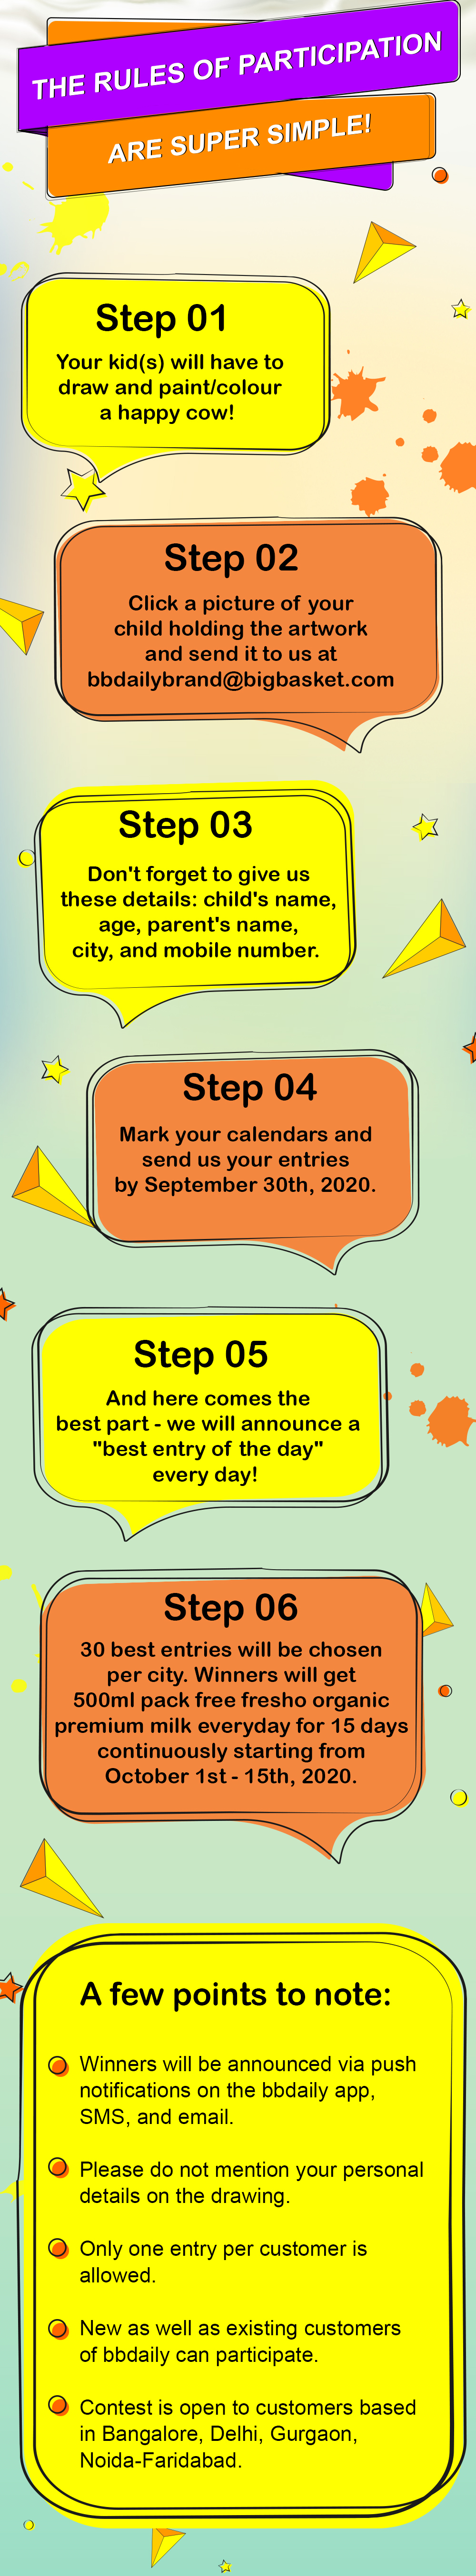 THE RULES OF PARTICIPATION
ARE SUPER SIMPLE!
Step 01
Your kid(s) will have to
draw and paint/colour
a happy cow!
Step 02
Click a picture of your
child holding the artwork
and send it to us at
bbdailybrand@bigbasket.com
Step 03
Don't forget to give us
these details: child's name,
age, parent's name,
city, and mobile number.
Step 04
Mark your calendars and
send us your entries
by September 30th, 2020.
Step 05
And here comes the
best part - we will announce a
"best entry of the day"
every day!
Step 06
30 best entries will be chosen
per city. Winners will get
500ml pack free fresho organic
premium milk everyday for 15 days
continuously starting from
October 1st - 15th, 2020.
A few points to note:
Winners will be announced via push
notifications on the bbdaily app,
SMS, and email.
Please do not mention your personal
details on the drawing.
Only one entry per customer is
allowed.
New as well as existing customers
of bbdaily can participate.
Contest is open to customers based
in Bangalore, Delhi, Gurgaon,
Noida-Faridabad.